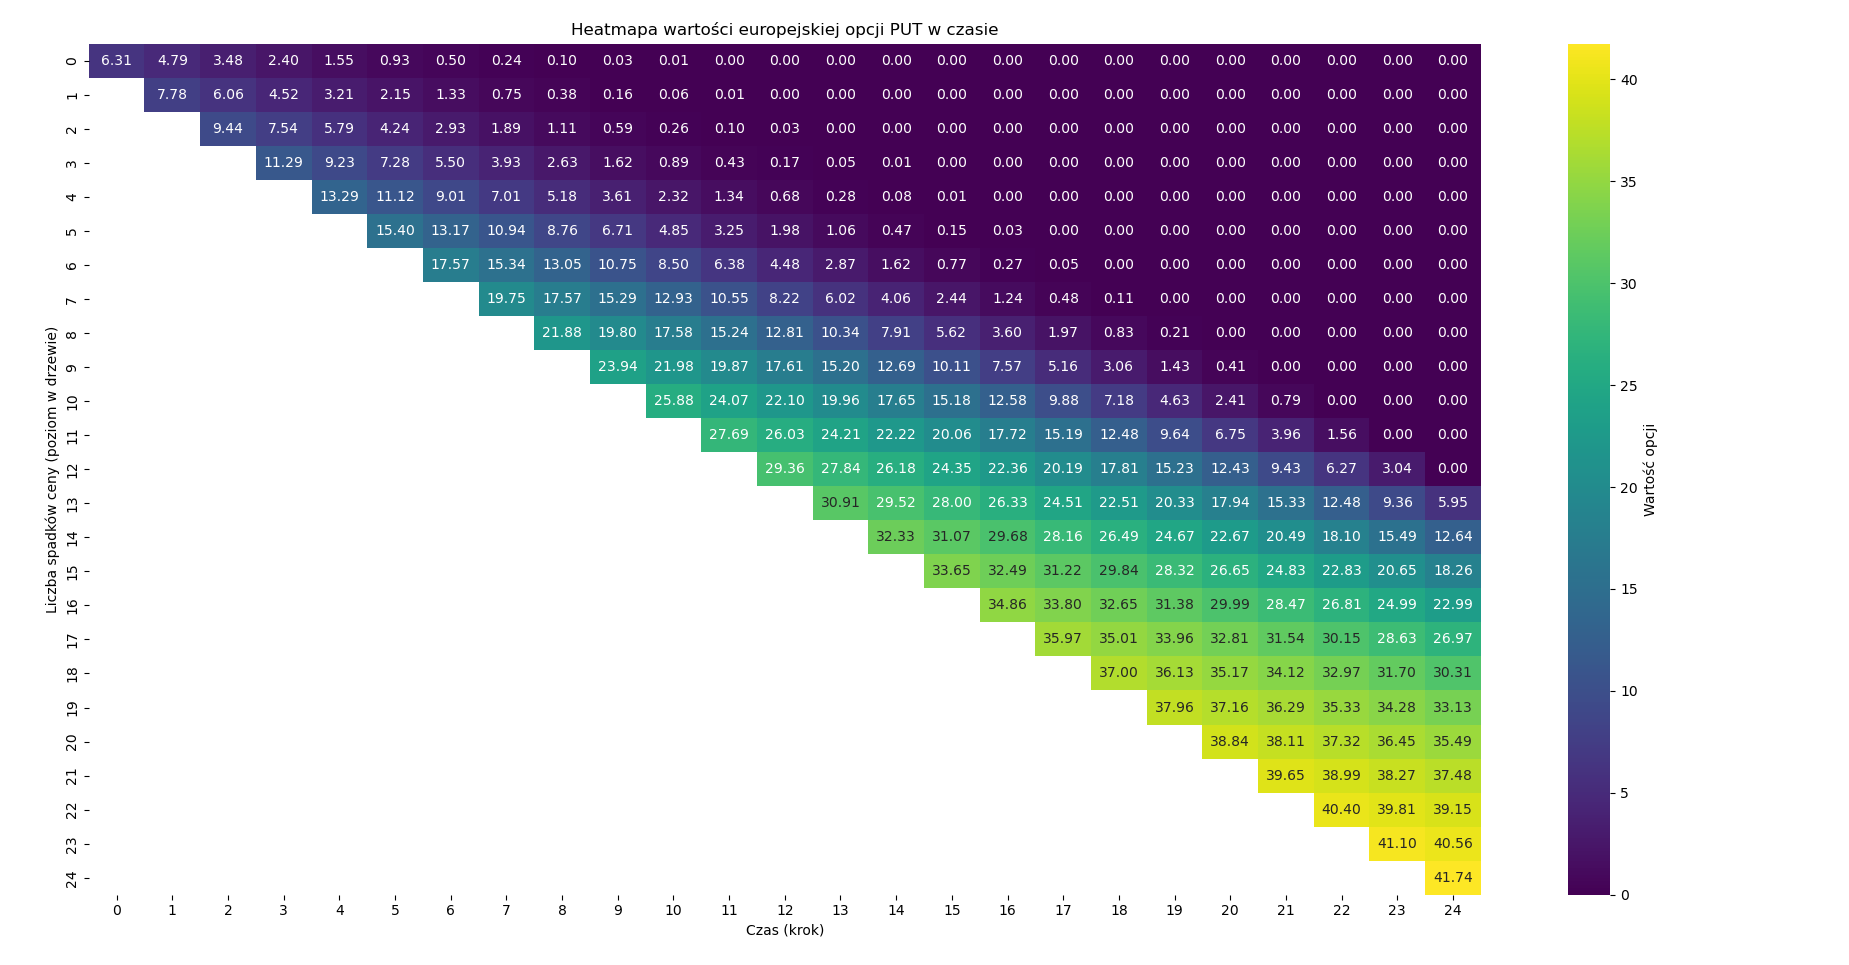 Heatmapa wartości europejskiej opcji PUT w czasie
0 6.31 4.79 3.48 2.40 1.55 0.93 0.50 0.24 0.10 0.03 0.01 0.00 0.00 0.00 0.00 0.00 0.00 0.00 0.00 0.00 0.00 0.00 0.00 0.00 0.00
1 7.78 6.06 4.52 3.21 2.15 1.33 0.75 0.38 0.16 0.06 0.01 0.00 0.00 0.00 0.00 0.00 0.00 0.00 0.00 0.00 0.00 0.00 0.00 0.00
2 9.44 7.54 5.79 4.24 2.93 1.89 1.11 0.59 0.26 0.10 0.03 0.00 0.00 0.00 0.00 0.00 0.00 0.00 0.00 0.00 0.00 0.00 0.00
3 11.29 9.23 7.28 5.50 3.93 2.63 1.62 0.89 0.43 0.17 0.05 0.01 0.00 0.00 0.00 0.00 0.00 0.00 0.00 0.00 0.00 0.00
4 13.29 11.12 9.01 7.01 5.18 3.61 2.32 1.34 0.68 0.28 0.08 0.01 0.00 0.00 0.00 0.00 0.00 0.00 0.00 0.00 0.00
5 15.40 13.17 10.94 8.76 6.71 4.85 3.25 1.98 1.06 0.47 0.15 0.03 0.00 0.00 0.00 0.00 0.00 0.00 0.00 0.00
6 17.57 15.34 13.05 10.75 8.50 6.38 4.48 2.87 1.62 0.77 0.27 0.05 0.00 0.00 0.00 0.00 0.00 0.00 0.00
7 19.75 17.57 15.29 12.93 10.55 8.22 6.02 4.06 2.44 1.24 0.48 0.11 0.00 0.00 0.00 0.00 0.00 0.00
8 21.88 19.80 17.58 15.24 12.81 10.34 7.91 5.62 3.60 1.97 0.83 0.21 0.00 0.00 0.00 0.00 0.00
9 23.94 21.98 19.87 17.61 15.20 12.69 10.11 7.57 5.16 3.06 1.43 0.41 0.00 0.00 0.00 0.00
10 25.88 24.07 22.10 19.96 17.65 15.18 12.58 9.88 7.18 4.63 2.41 0.79 0.00 0.00 0.00
11 27.69 26.03 24.21 22.22 20.06 17.72 15.19 12.48 9.64 6.75 3.96 1.56 0.00 0.00
12 29.36 27.84 26.18 24.35 22.36 20.19 17.81 15.23 12.43 9.43 6.27 3.04 0.00
13 30.91 29.52 28.00 26.33 24.51 22.51 20.33 17.94 15.33 12.48 9.36 5.95
14 32.33 31.07 29.68 28.16 26.49 24.67 22.67 20.49 18.10 15.49 12.64
15 33.65 32.49 31.22 29.84 28.32 26.65 24.83 22.83 20.65 18.26
16 34.86 33.80 32.65 31.38 29.99 28.47 26.81 24.99 22.99
17 35.97 35.01 33.96 32.81 31.54 30.15 28.63 26.97
18 37.00 36.13 35.17 34.12 32.97 31.70 30.31
19 37.96 37.16 36.29 35.33 34.28 33.13
20 38.84 38.11 37.32 36.45 35.49
21 39.65 38.99 38.27 37.48
22 40.40 39.81 39.15
23 41.10 40.56
24 41.74
0 1 2 3 4 5 6 7 8 9 10 11 12 13 14 15 16 17 18 19 20 21 22 23 24
Czas (krok)
Liczba spadków ceny (poziom w drzewie)
40
35
30
25
20
15
10
5
0
Wartość opcji